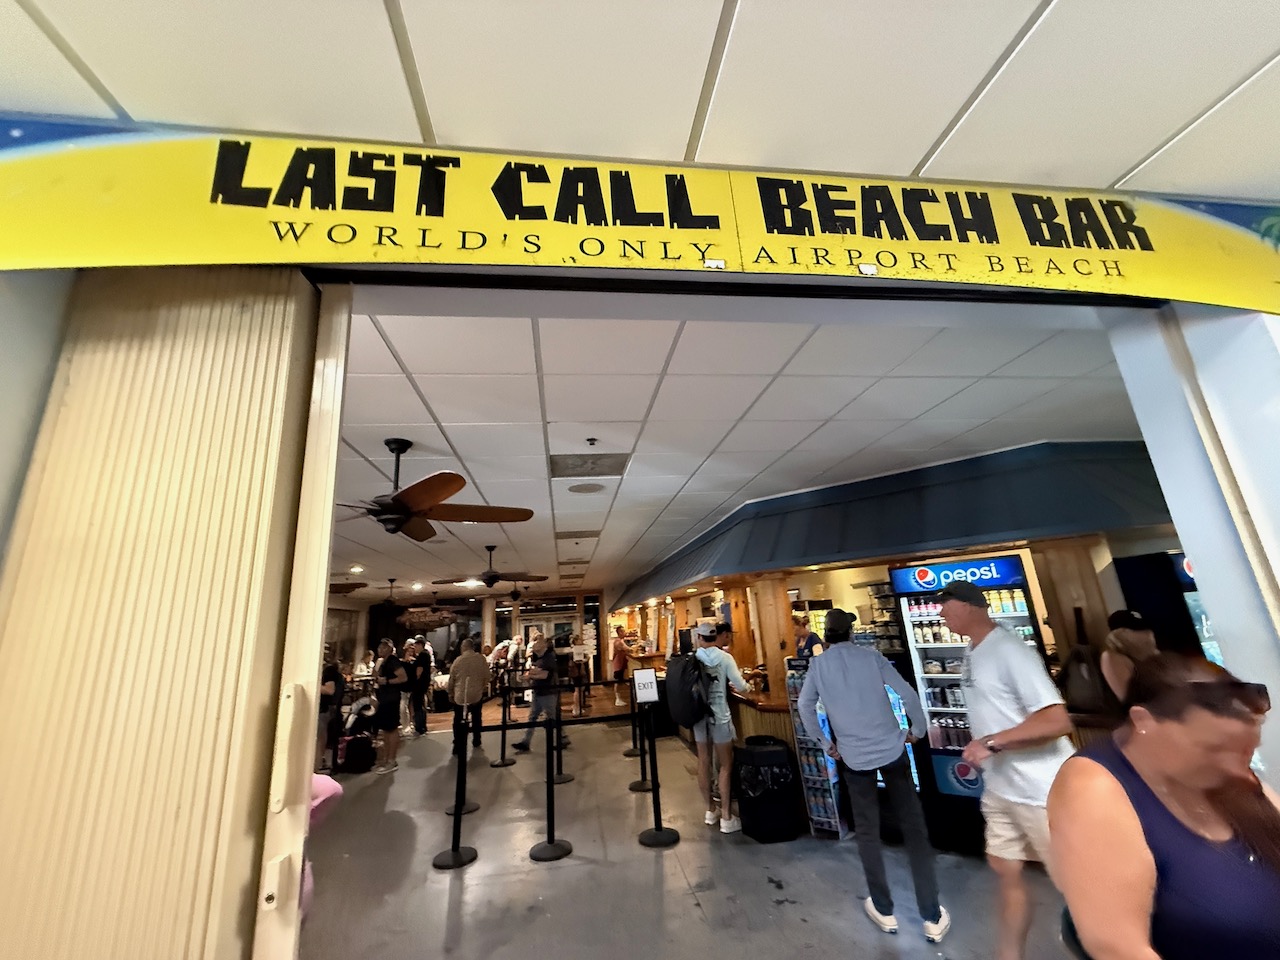 LAST CALL BEACH BAR
WORLD'S ONLY AIRPORT BEACH
pepsi
EXIT